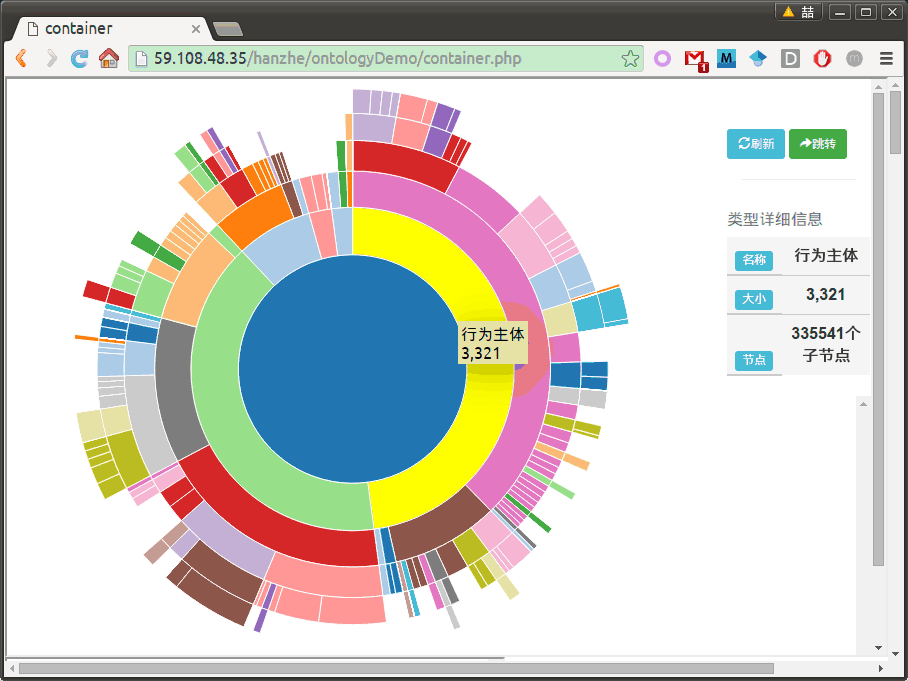 喆
container
59.108.48.35/hanzhe/ontologyDemo/container.php
1
M
D
m
刷新
跳转
类型详细信息
名称
行为主体
大小
3,321
节点
335541个
子节点
行为主体
3,321